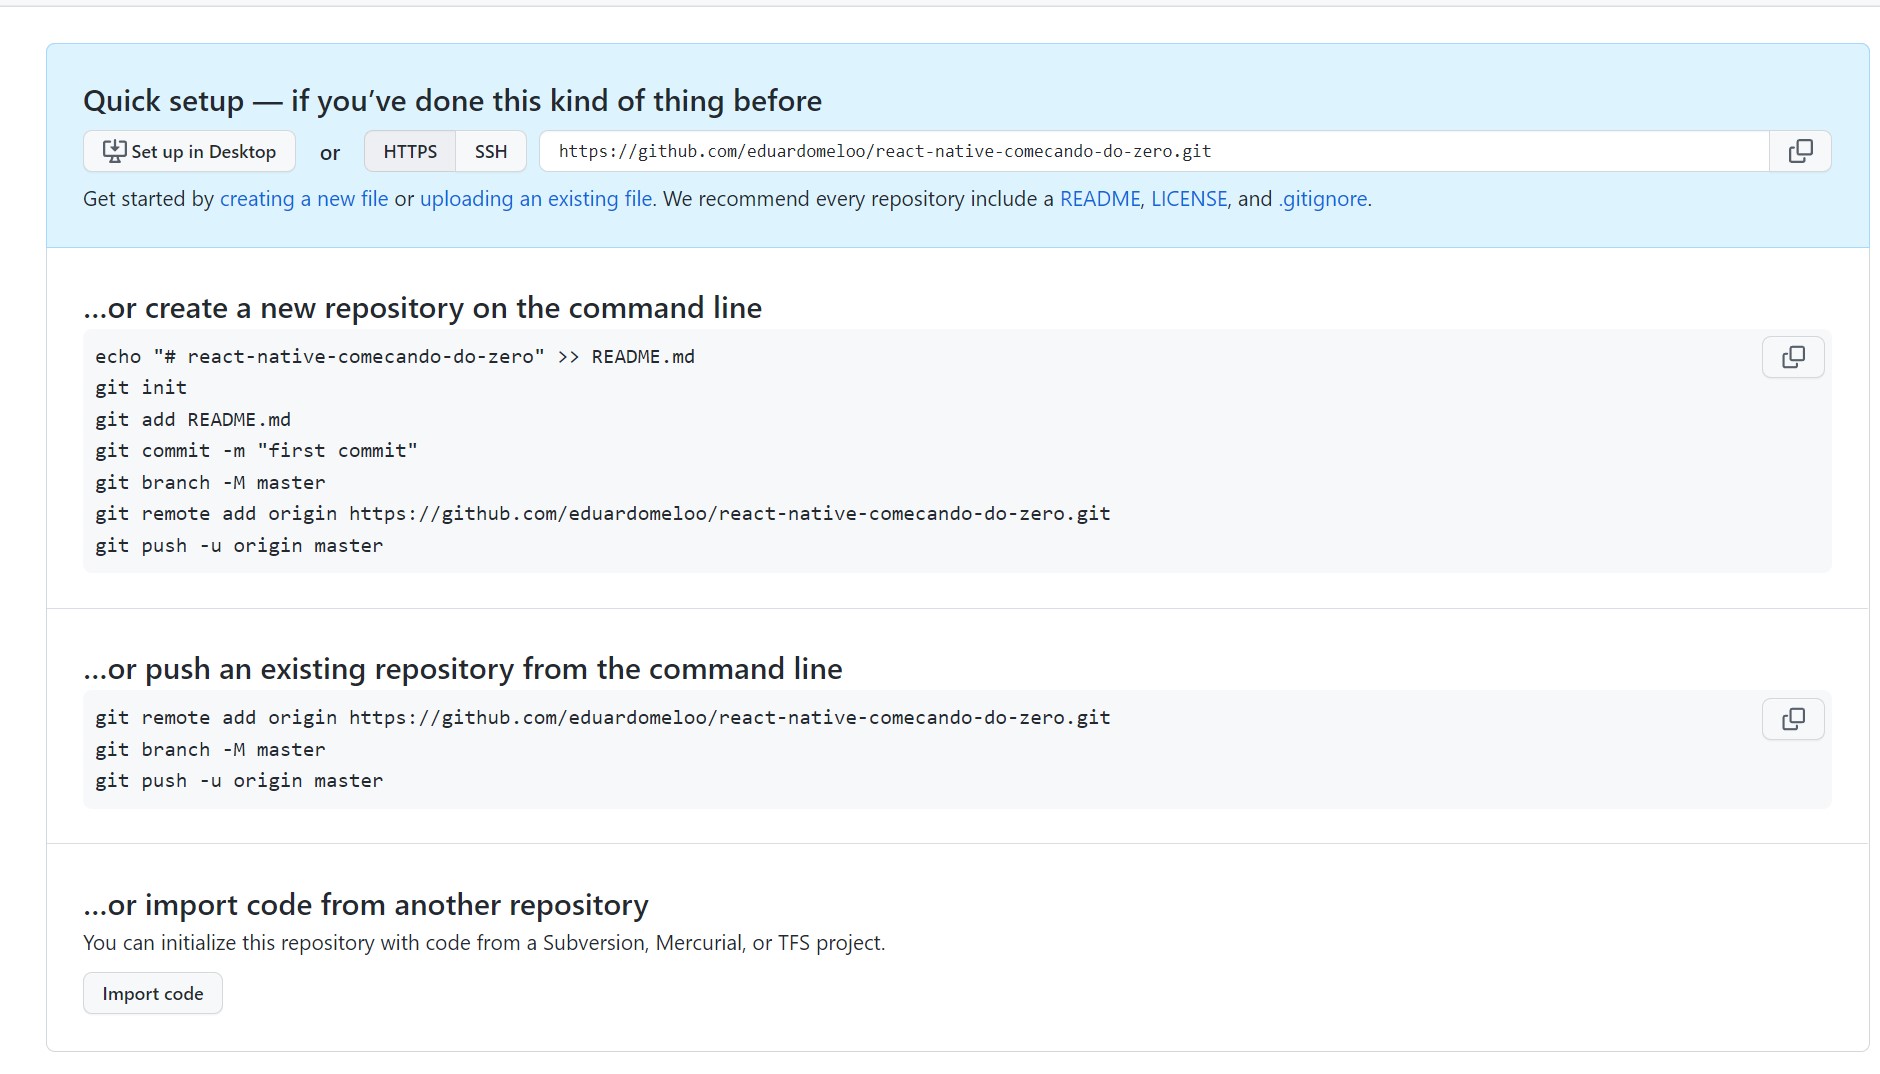 Quick setup — if you’ve done this kind of thing before
Set up in Desktop or HTTPS SSH https://github.com/eduardomeloo/react-native-comecando-do-zero.git
Get started by creating a new file or uploading an existing file. We recommend every repository include a README, LICENSE, and .gitignore.
…or create a new repository on the command line
echo "# react-native-comecando-do-zero" >> README.md
git init
git add README.md
git commit -m "first commit"
git branch -M master
git remote add origin https://github.com/eduardomeloo/react-native-comecando-do-zero.git
git push -u origin master
…or push an existing repository from the command line
git remote add origin https://github.com/eduardomeloo/react-native-comecando-do-zero.git
git branch -M master
git push -u origin master
…or import code from another repository
You can initialize this repository with code from a Subversion, Mercurial, or TFS project.
Import code